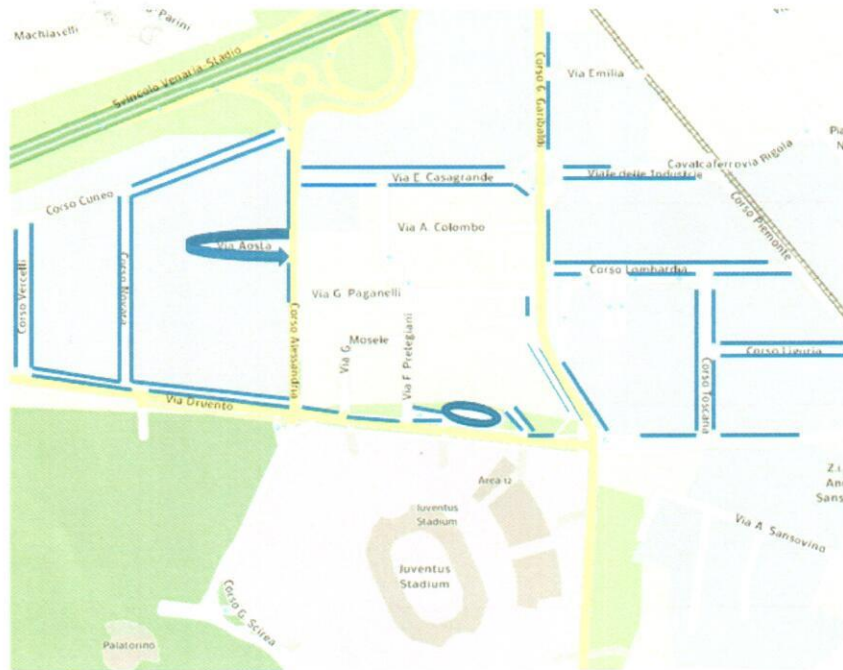 G. Parini
Machiavelli
Svincolo Venaria-Stadio
Corso G. Garibaldi
Via Emilia
Cavalcaferrovia Rigola
Viale delle Industrie
Via E. Casagrande
Corso Piemonte
Corso Cuneo
Via A. Colombo
Via Aosta
Corso Vercelli
Corso Novara
Corso Lombardia
Via G. Paganelli
Corso Alessandria
Via G.
Mosele
Via F. Prelegiani
Corso Liguria
Corso Toscana
Via Druento
Area 12
Juventus
Stadium
Juventus
Stadium
Via A. Sansovino
Corso G. Scirea
Palatorino